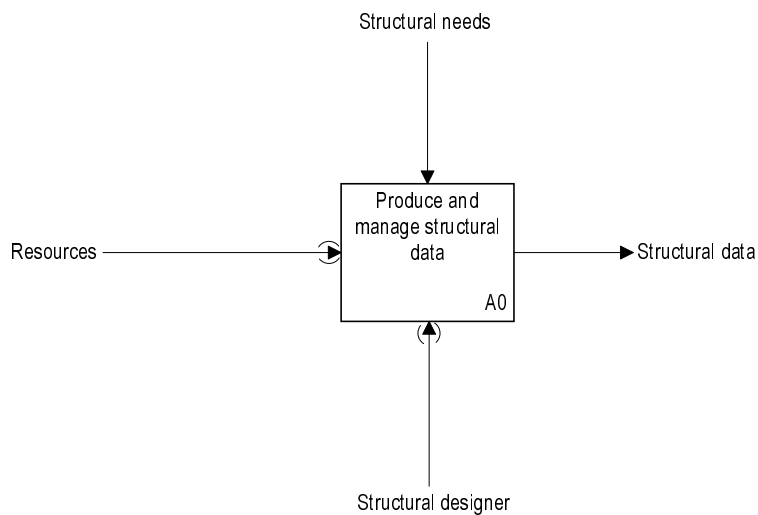 Structural needs
Produce and
manage structural
data
Resources
Structural data
A0
Structural designer